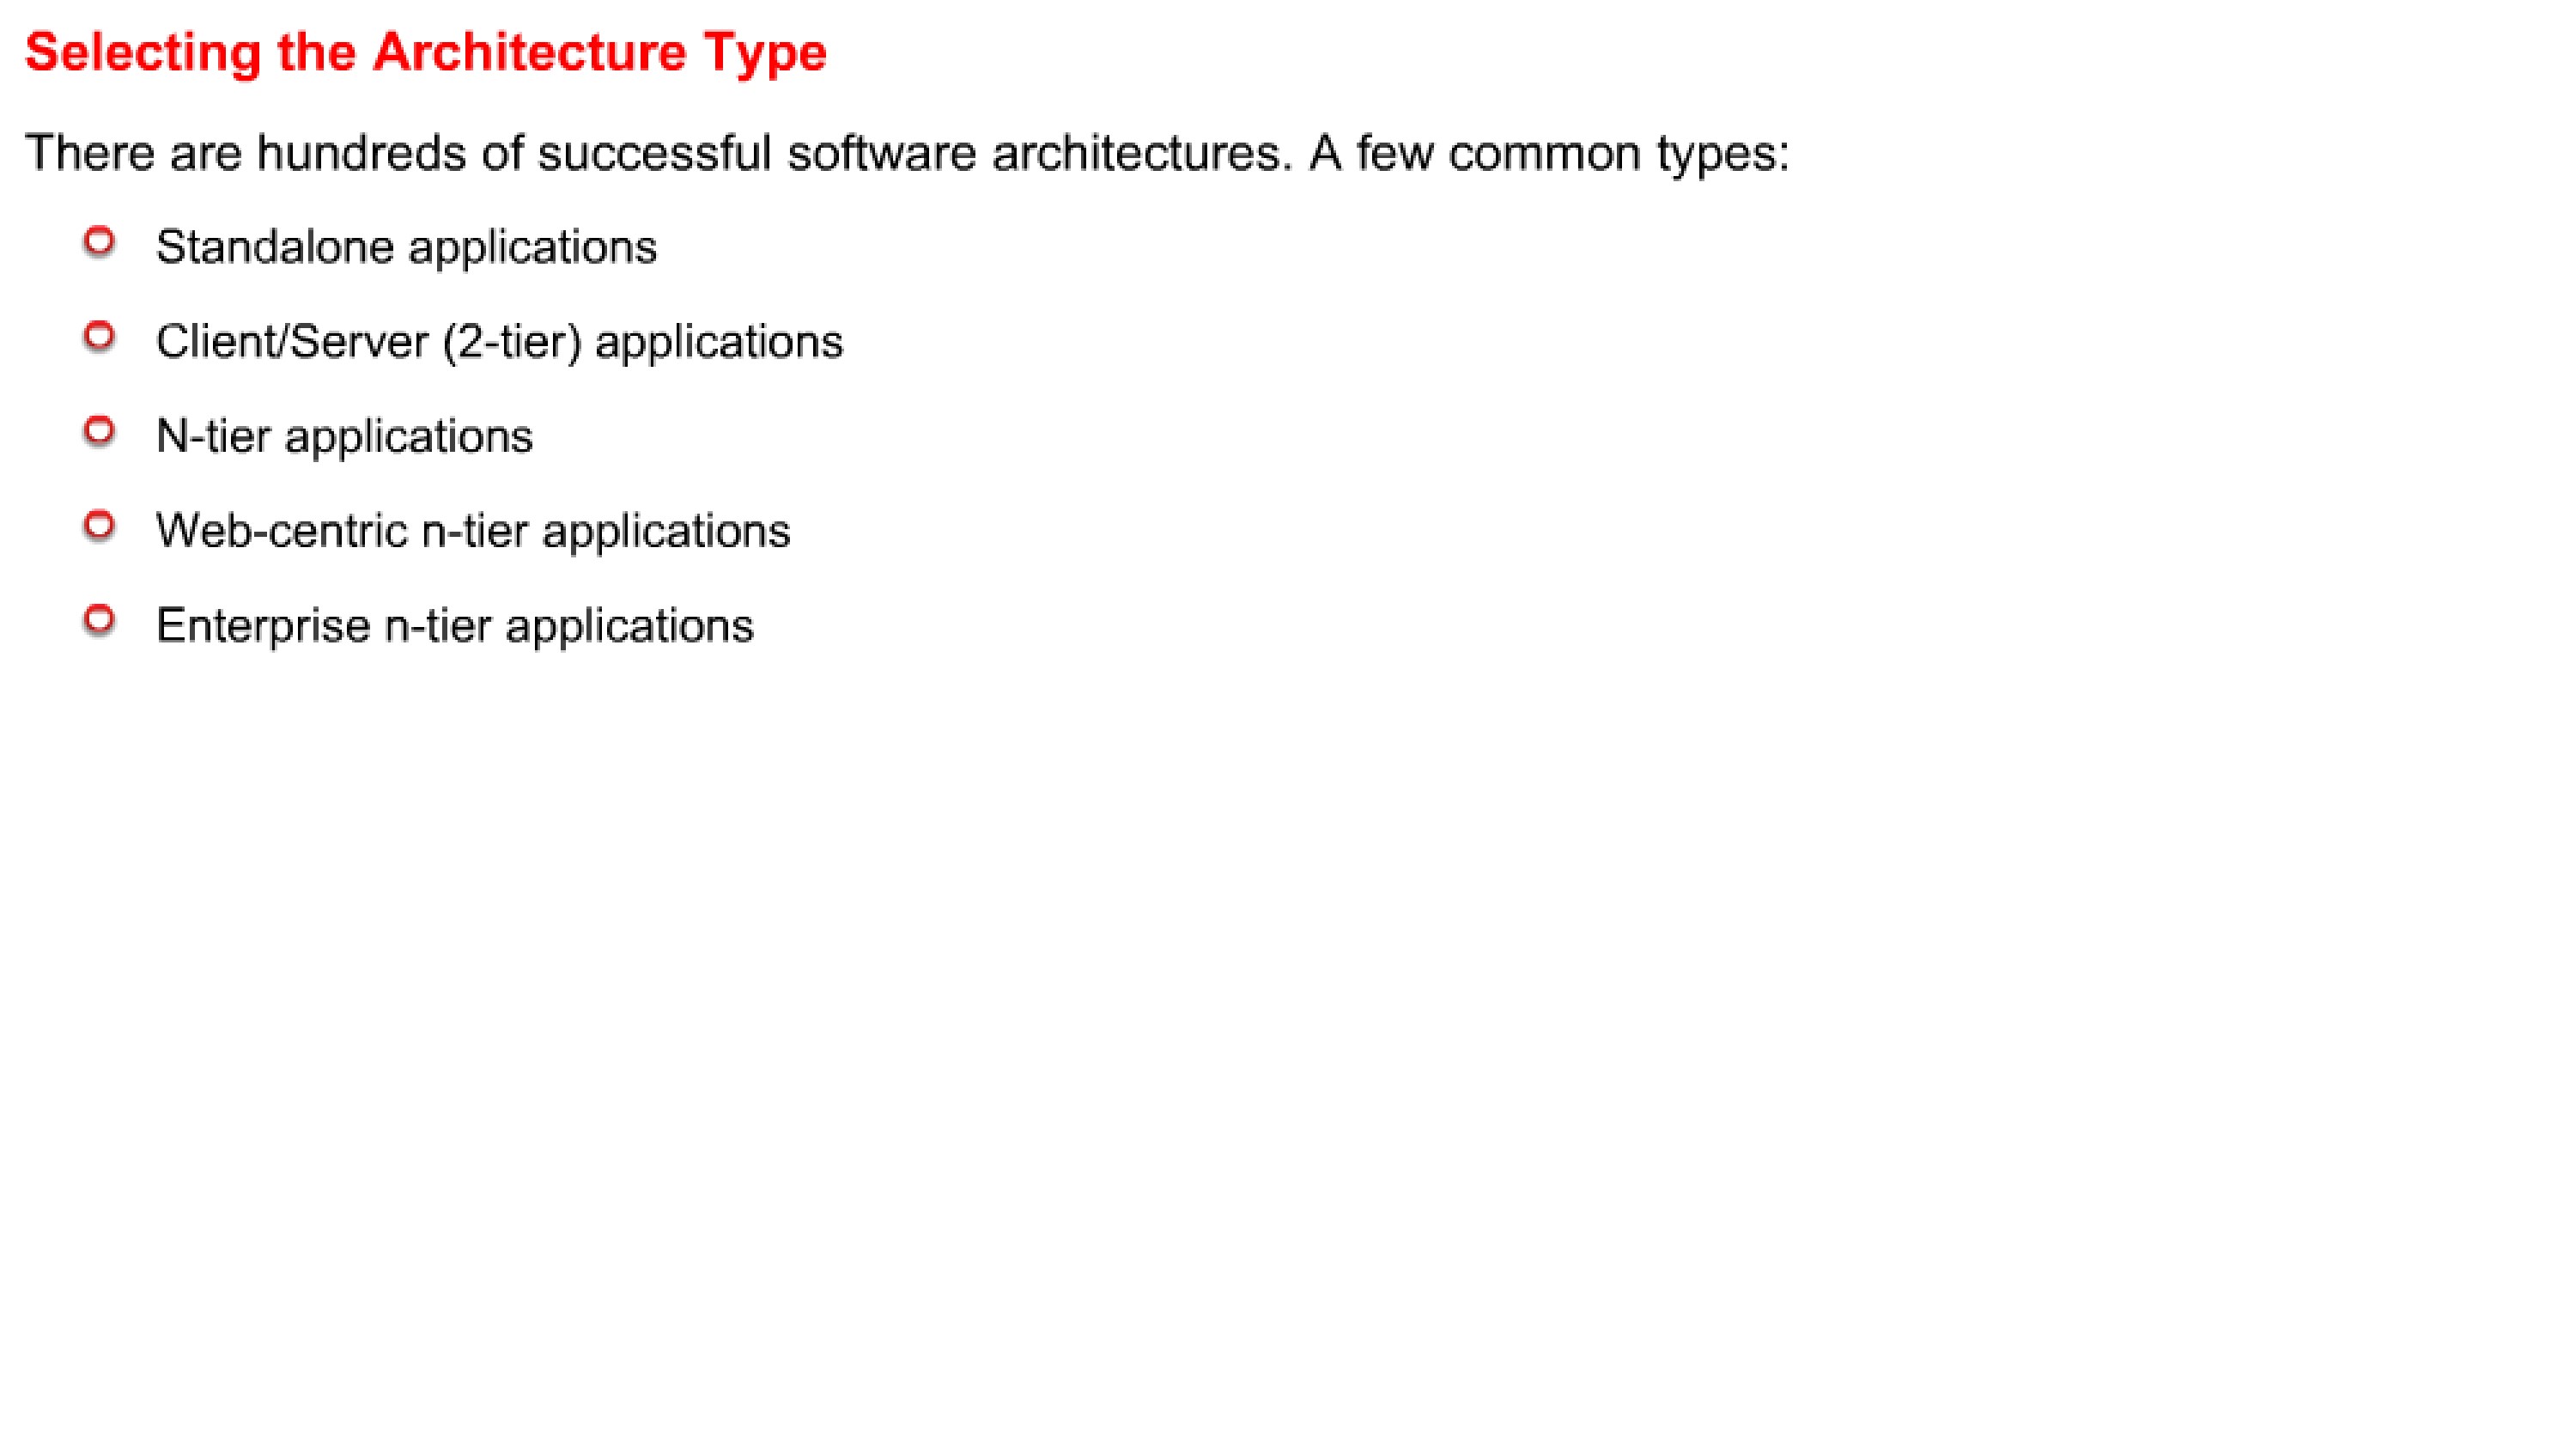 Selecting the Architecture Type
There are hundreds of successful software architectures. A few common types:
Standalone applications
Client/Server (2-tier) applications
N-tier applications
Web-centric n-tier applications
Enterprise n-tier applications